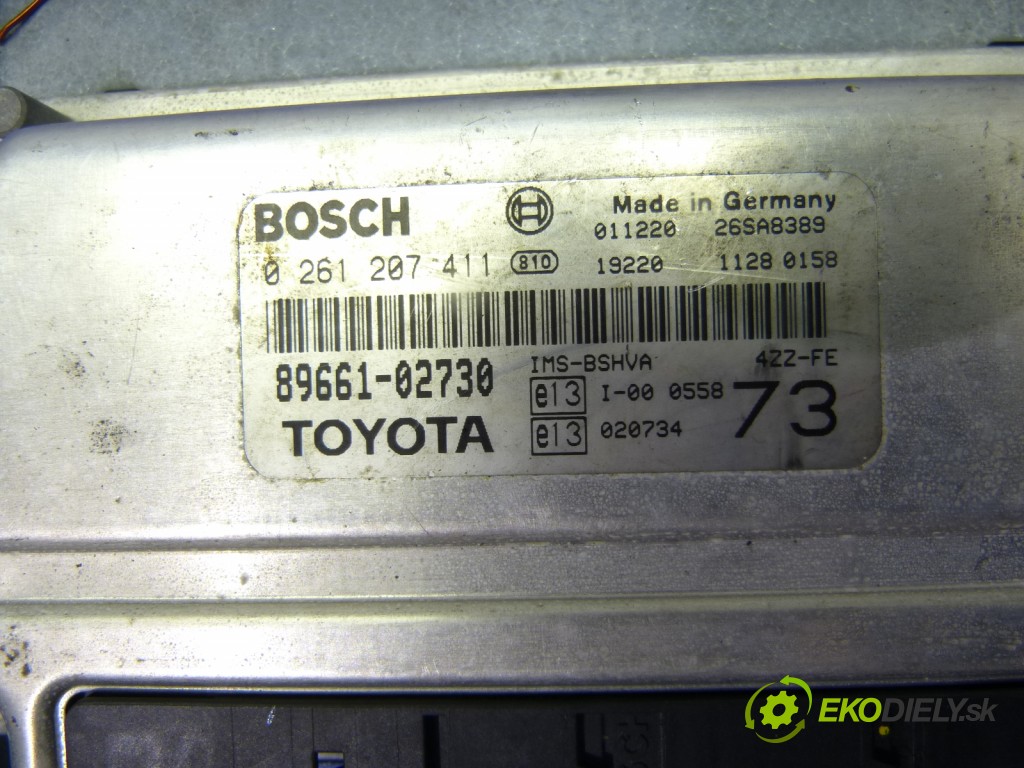 BOSCH Made in Germany
011220 26SA8389
0 261 207 411 810 19220 1128 0158
IMS-BSHVA 4ZZ-FE
89661-02730 e13 I-00 0558 73
TOYOTA e13 020734
EKODIELY.sk